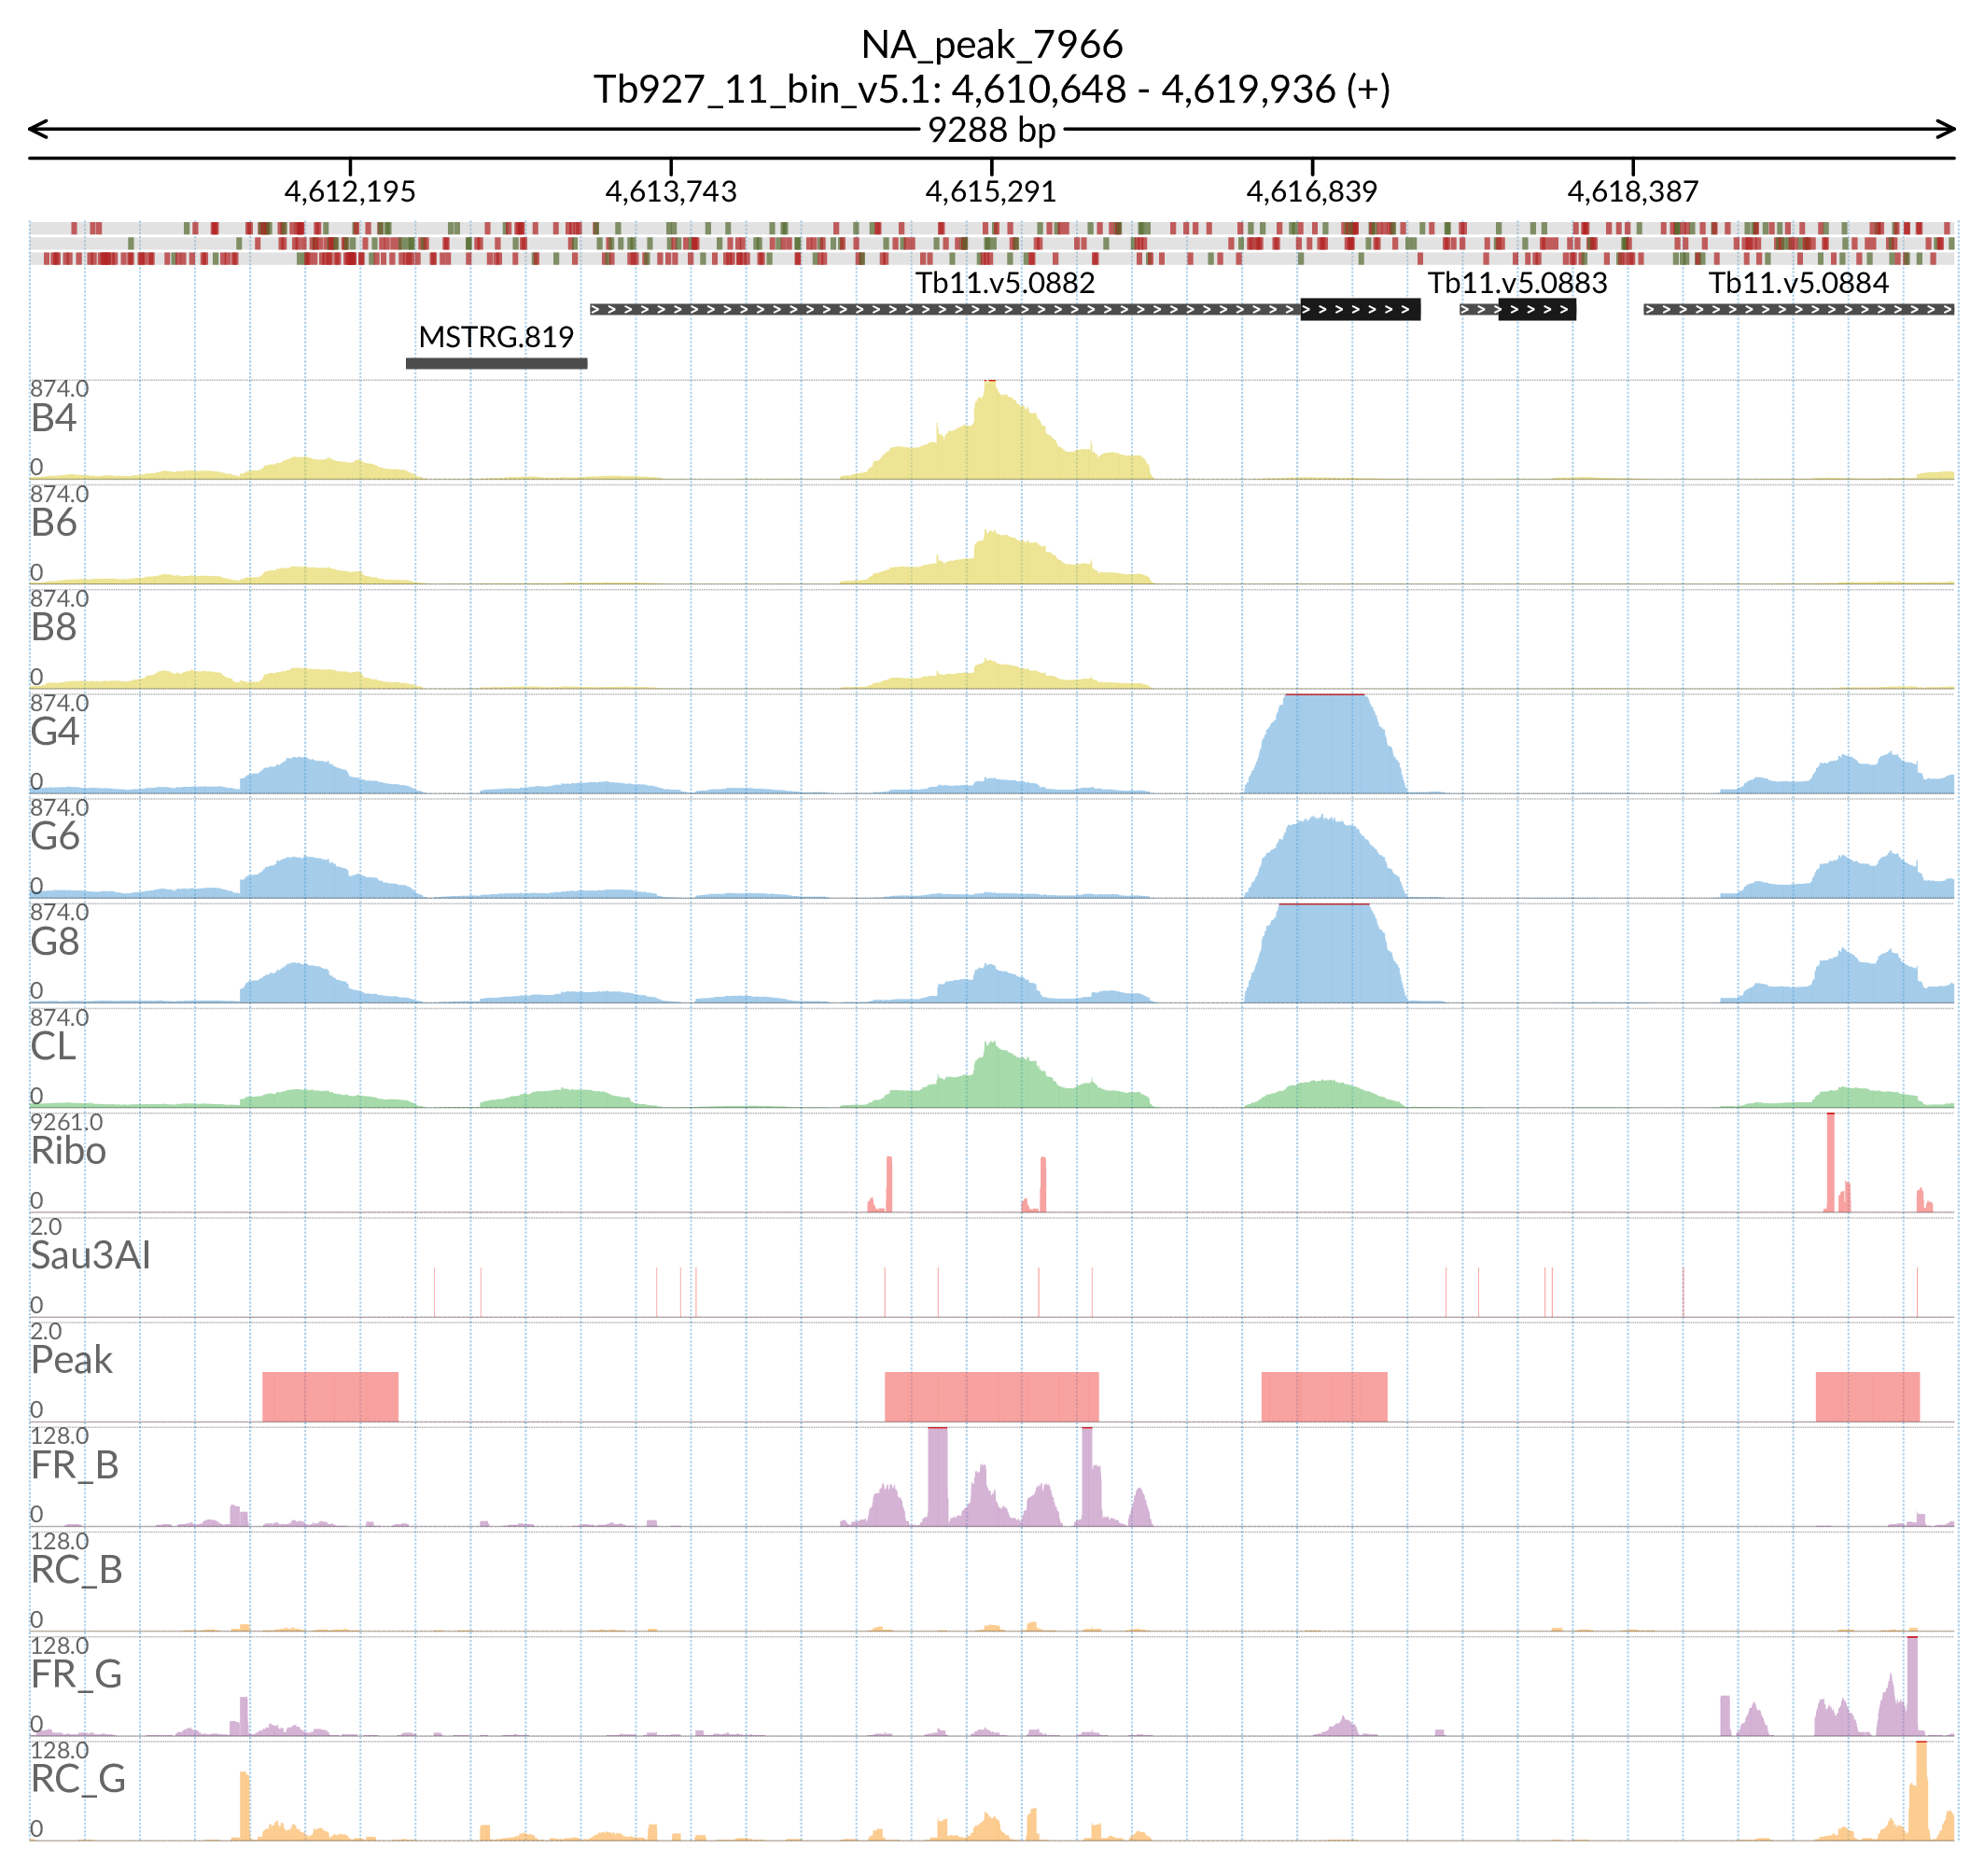 NA_peak_7966
Tb927_11_bin_v5.1: 4,610,648 - 4,619,936 (+)
9288 bp
4,612,195 4,613,743 4,615,291 4,616,839 4,618,387
Tb11.v5.0882 Tb11.v5.0883 Tb11.v5.0884
MSTRG.819
874.0
B4
0
874.0
B6
0
874.0
B8
0
874.0
G4
0
874.0
G6
0
874.0
G8
0
874.0
CL
0
9261.0
Ribo
0
2.0
Sau3AI
0
2.0
Peak
0
128.0
FR_B
0
128.0
RC_B
0
128.0
FR_G
0
128.0
RC_G
0